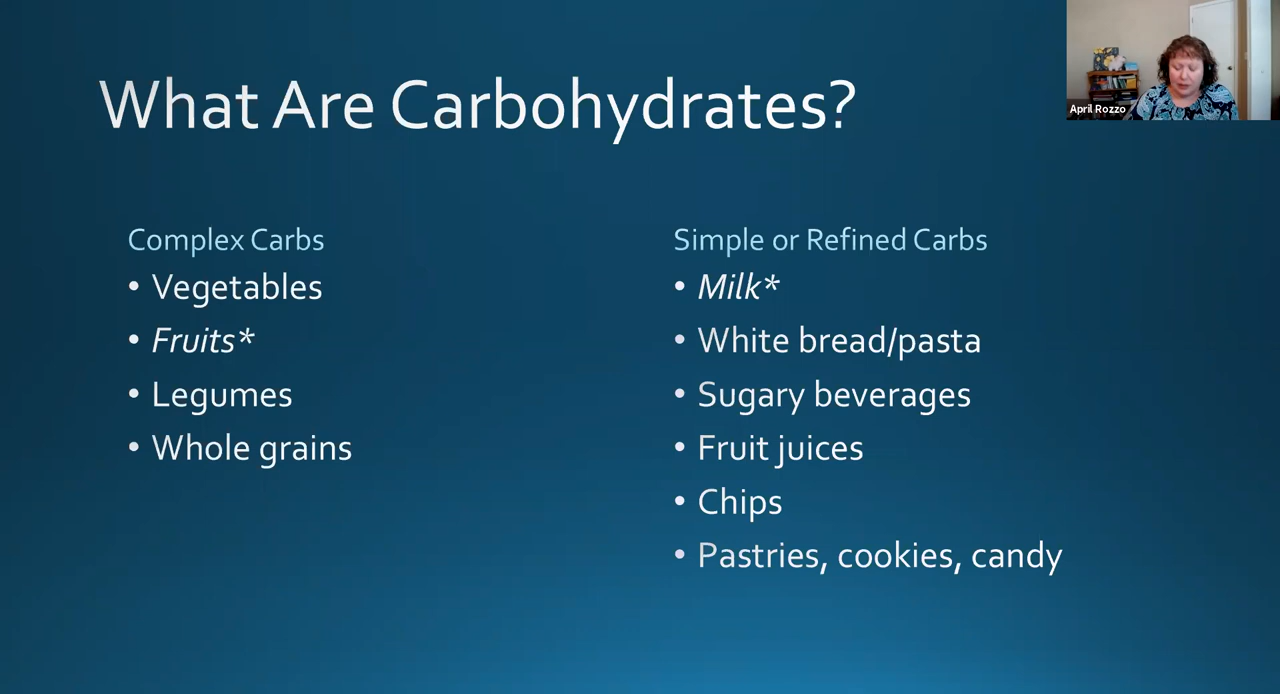 What Are Carbohydrates?
April Rozzo
Complex Carbs
• Vegetables
• Fruits*
• Legumes
• Whole grains
Simple or Refined Carbs
• Milk*
• White bread/pasta
• Sugary beverages
• Fruit juices
• Chips
• Pastries, cookies, candy